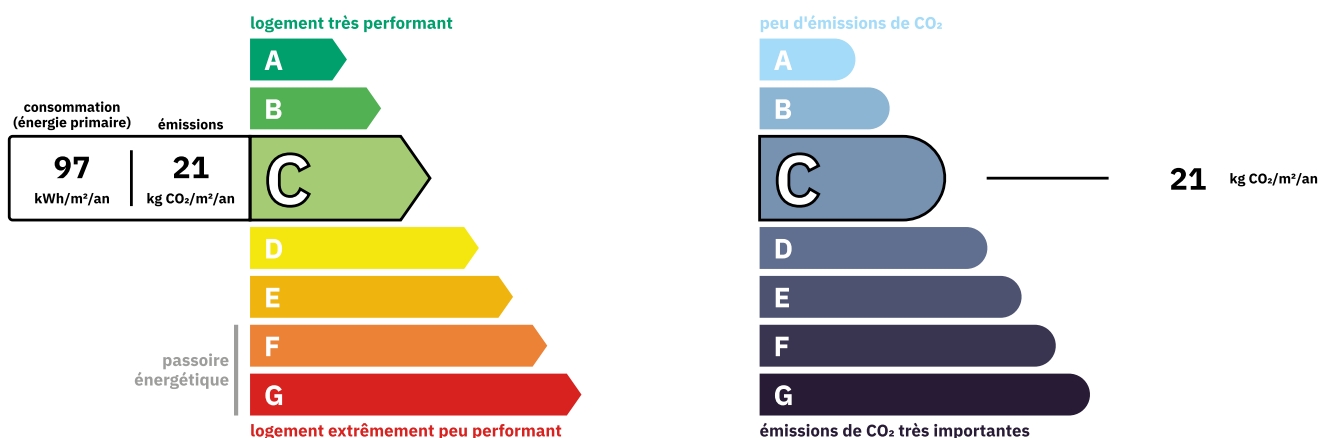 logement très performant
A
B
consommation
(énergie primaire)
émissions
97
kWh/m²/an
21
kg CO₂/m²/an
C
D
E
F
G
passoire
énergétique
logement extrêmement peu performant
peu d'émissions de CO₂
A
B
C
21 kg CO₂/m²/an
D
E
F
G
émissions de CO₂ très importantes